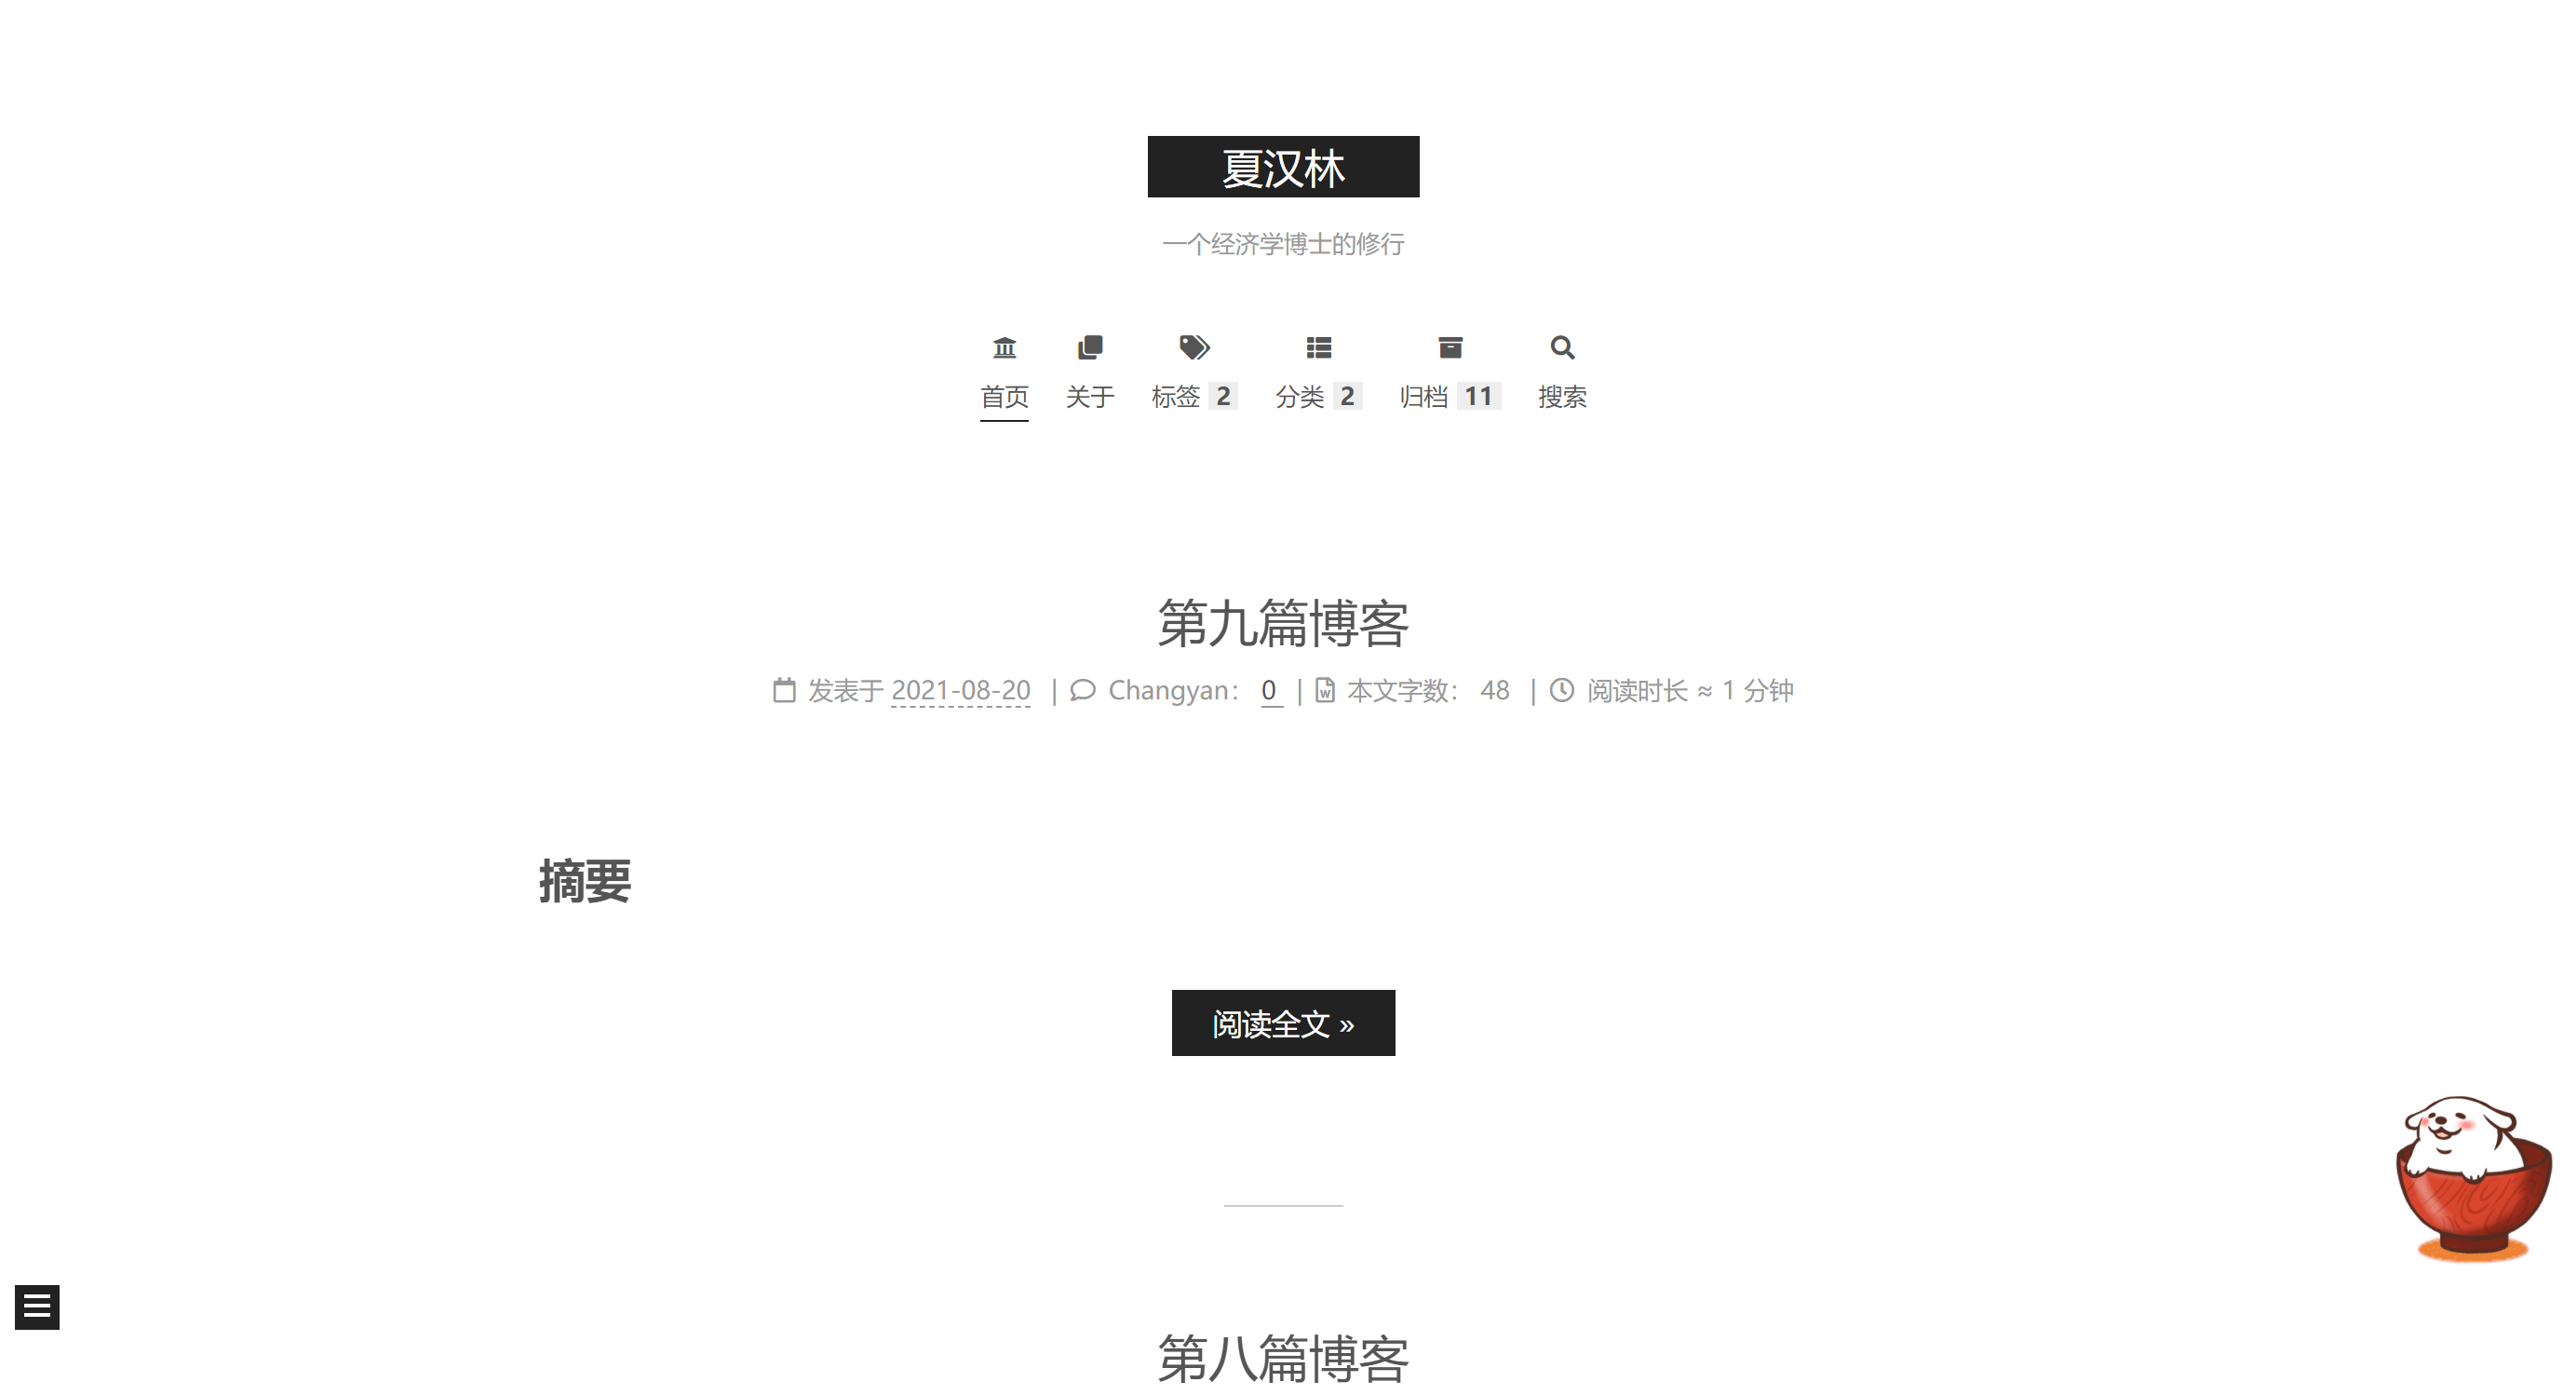 夏汉林
一个经济学博士的修行
首页 关于 标签 2 分类 2 归档 11 搜索
第九篇博客
发表于 2021-08-20 | Changyan： 0 | 本文字数： 48 | 阅读时长 ≈ 1 分钟
摘要
阅读全文 »
第八篇博客